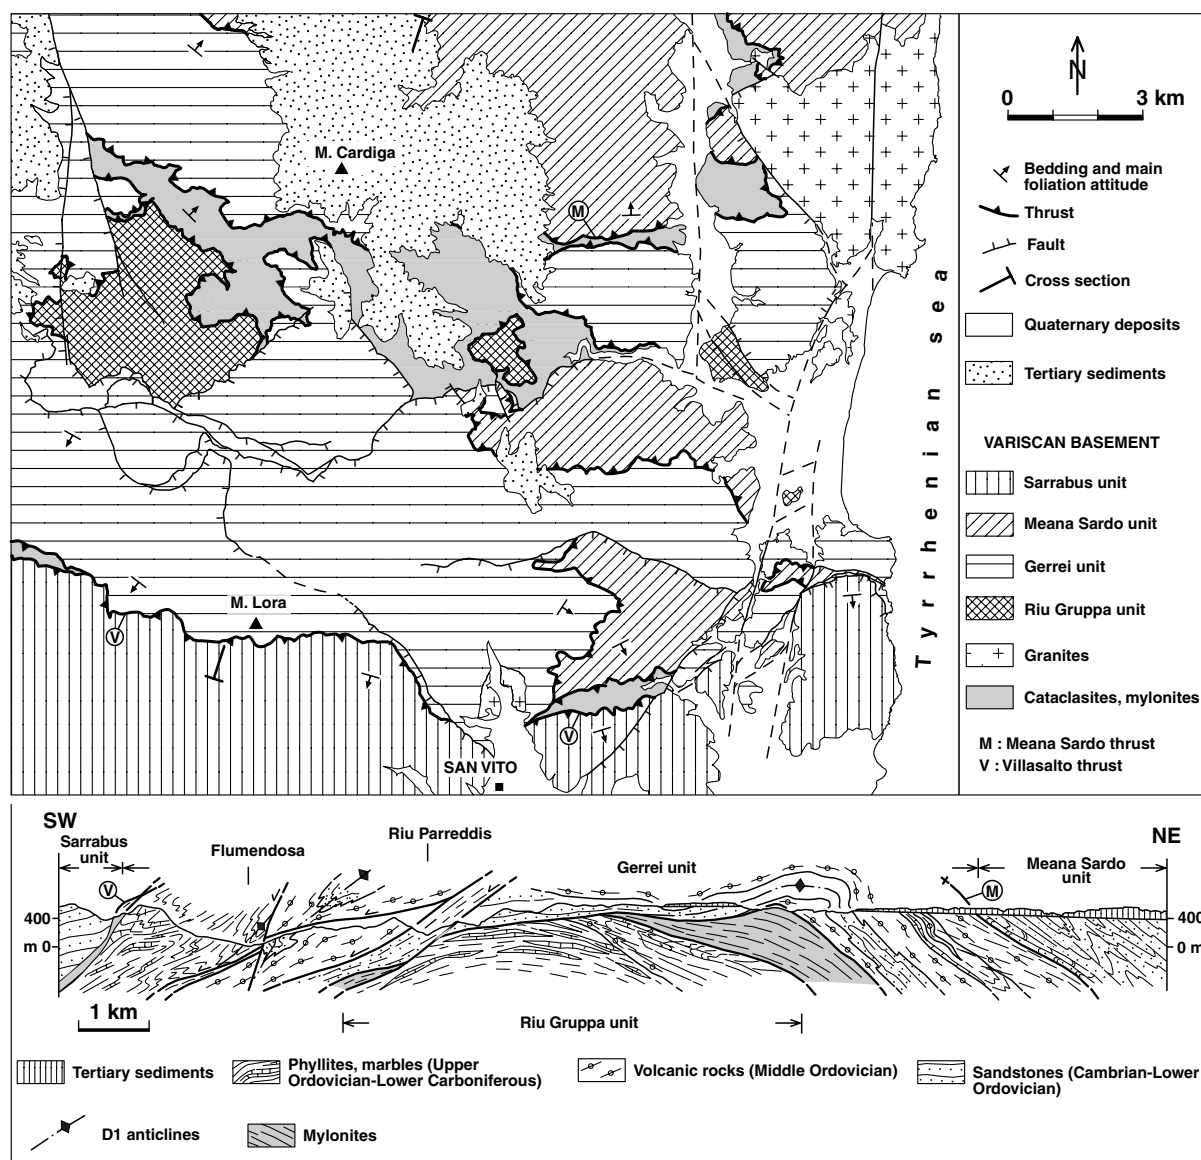 M. Cardiga
M
V
M. Lora
V
SAN VITO
Tyrrhenian sea
N
0 3 km
Bedding and main
foliation attitude
Thrust
Fault
Cross section
Quaternary deposits
Tertiary sediments
VARISCAN BASEMENT
Sarrabus unit
Meana Sardo unit
Gerrei unit
Riu Gruppa unit
Granites
Cataclasites, mylonites
M : Meana Sardo thrust
V : Villasalto thrust
SW
NE
Sarrabus
unit
Flumendosa
Riu Parreddis
Gerrei unit
Meana Sardo
unit
V
M
400
m 0
400
0 m
1 km
Riu Gruppa unit
Tertiary sediments
Phyllites, marbles (Upper
Ordovician-Lower Carboniferous)
Volcanic rocks (Middle Ordovician)
Sandstones (Cambrian-Lower
Ordovician)
D1 anticlines
Mylonites